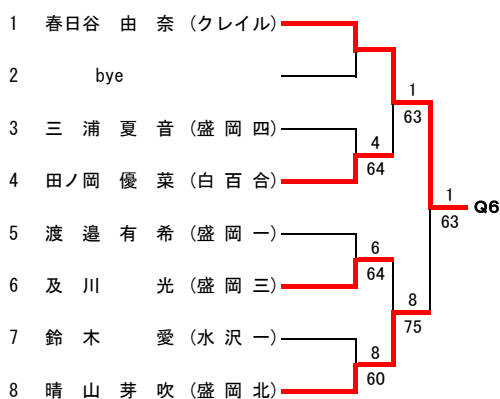 1 春日谷 由 奈 (クレイル)
2 bye
3 三 浦 夏 音 (盛 岡 四)
4 田ノ岡 優 菜 (白 百 合)
5 渡 邉 有 希 (盛 岡 一)
6 及 川 光 (盛 岡 三)
7 鈴 木 愛 (水 沢 一)
8 晴 山 芽 吹 (盛 岡 北)
4
64
6
64
8
60
1
63
8
75
1
63
Q6